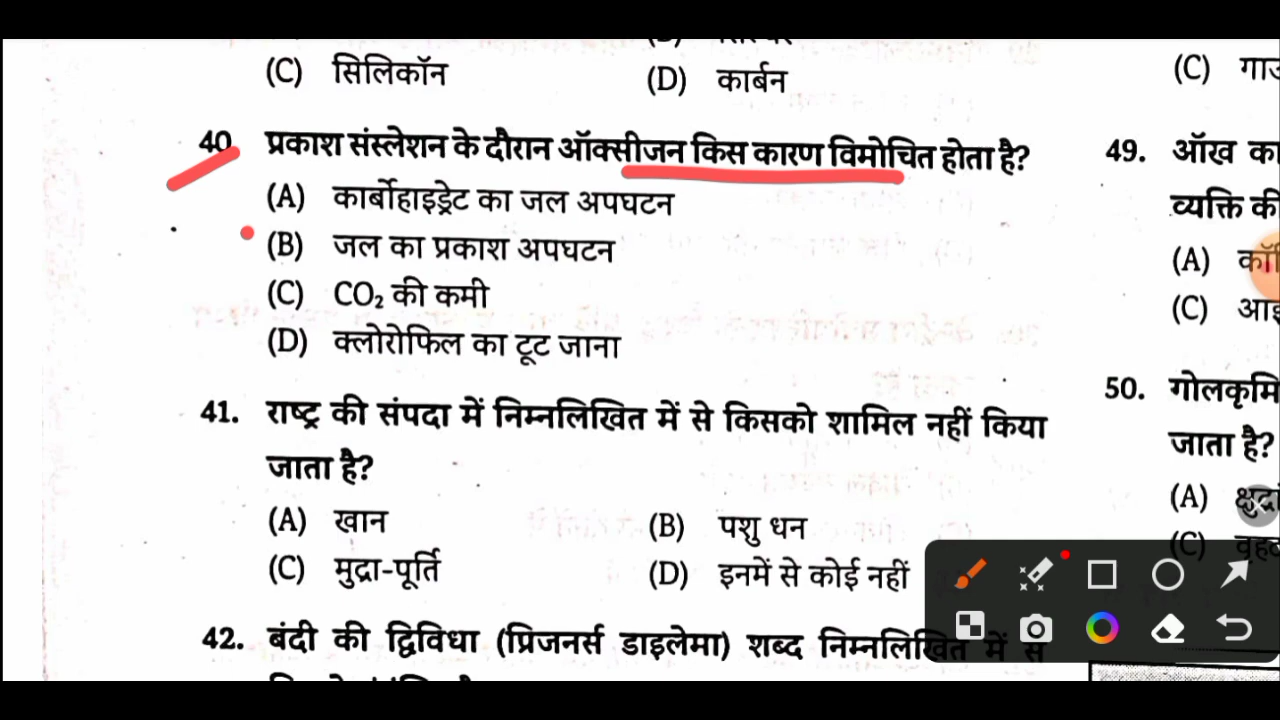 (C) सिलिकॉन
(D) कार्बन
40. प्रकाश संस्लेशन के दौरान ऑक्सीजन किस कारण विमोचित होता है?
(A) कार्बोहाइड्रेट का जल अपघटन
(B) जल का प्रकाश अपघटन
(C) CO₂ की कमी
(D) क्लोरोफिल का टूट जाना
41. राष्ट्र की संपदा में निम्नलिखित में से किसको शामिल नहीं किया
जाता है?
(A) खान
(B) पशु धन
(C) मुद्रा-पूर्ति
(D) इनमें से कोई नहीं
42. बंदी की द्विविधा (प्रिजनर्स डाइलेमा) शब्द निम्नलिखित में से
(C)
49. ऑख
व्यक्ति
(A)
(C)
50.
जाता है?
(A)
(C)